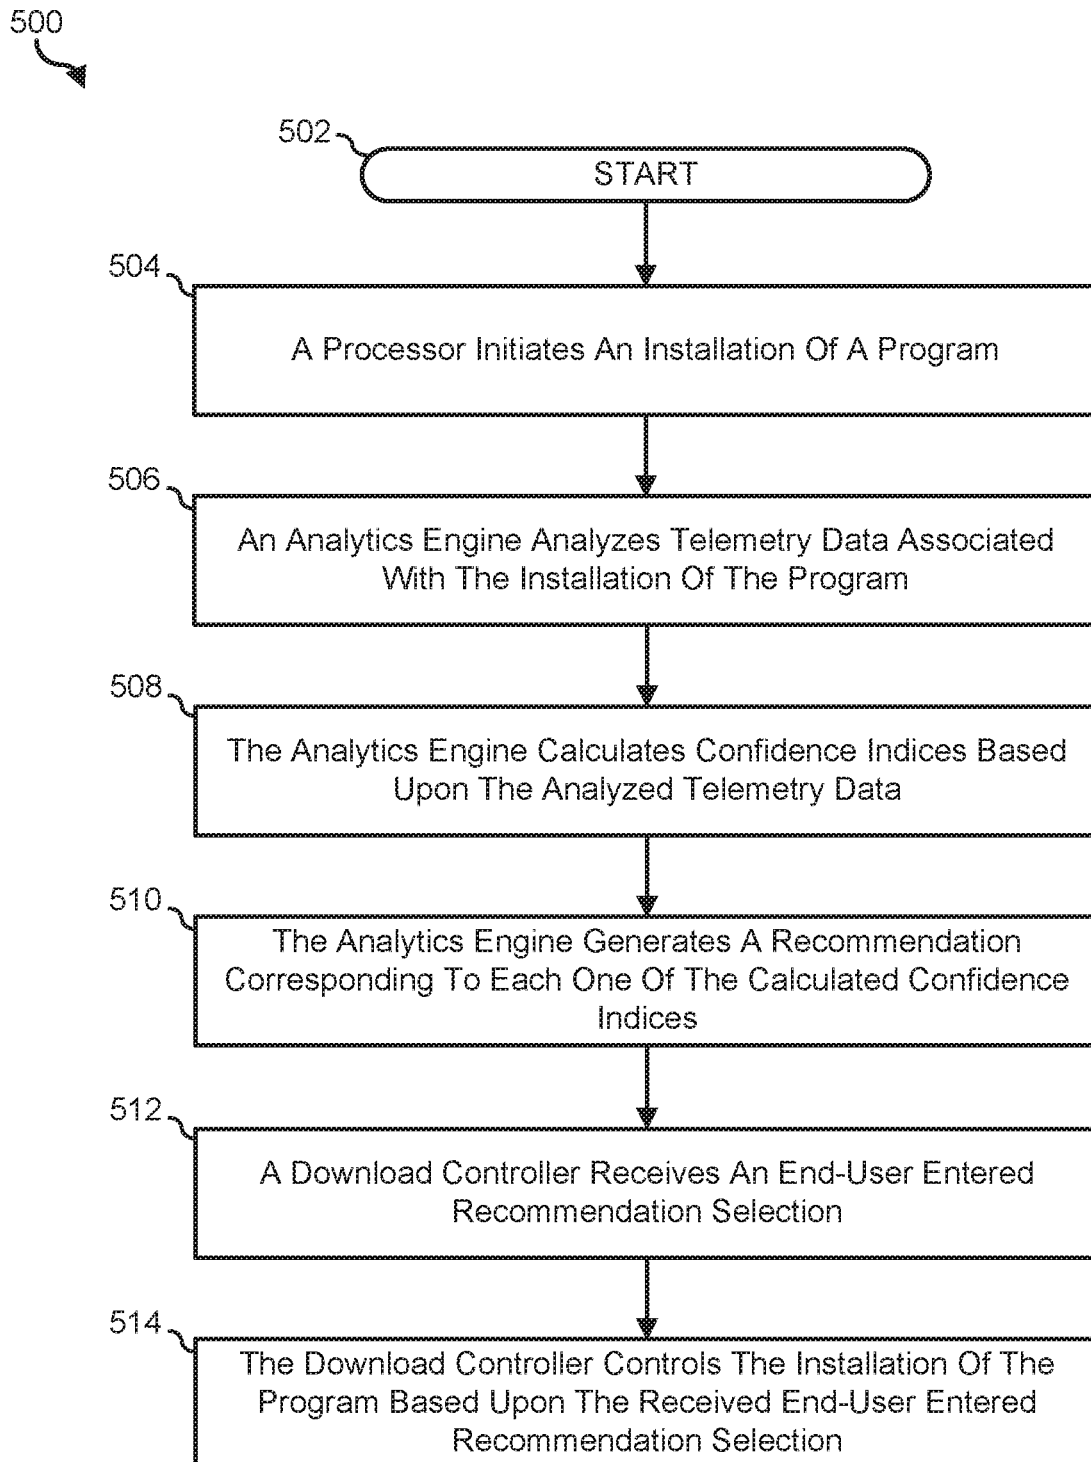 500
502
START
504
A Processor Initiates An Installation Of A Program
506
An Analytics Engine Analyzes Telemetry Data Associated
With The Installation Of The Program
508
The Analytics Engine Calculates Confidence Indices Based
Upon The Analyzed Telemetry Data
510
The Analytics Engine Generates A Recommendation
Corresponding To Each One Of The Calculated Confidence
Indices
512
A Download Controller Receives An End-User Entered
Recommendation Selection
514
The Download Controller Controls The Installation Of The
Program Based Upon The Received End-User Entered
Recommendation Selection